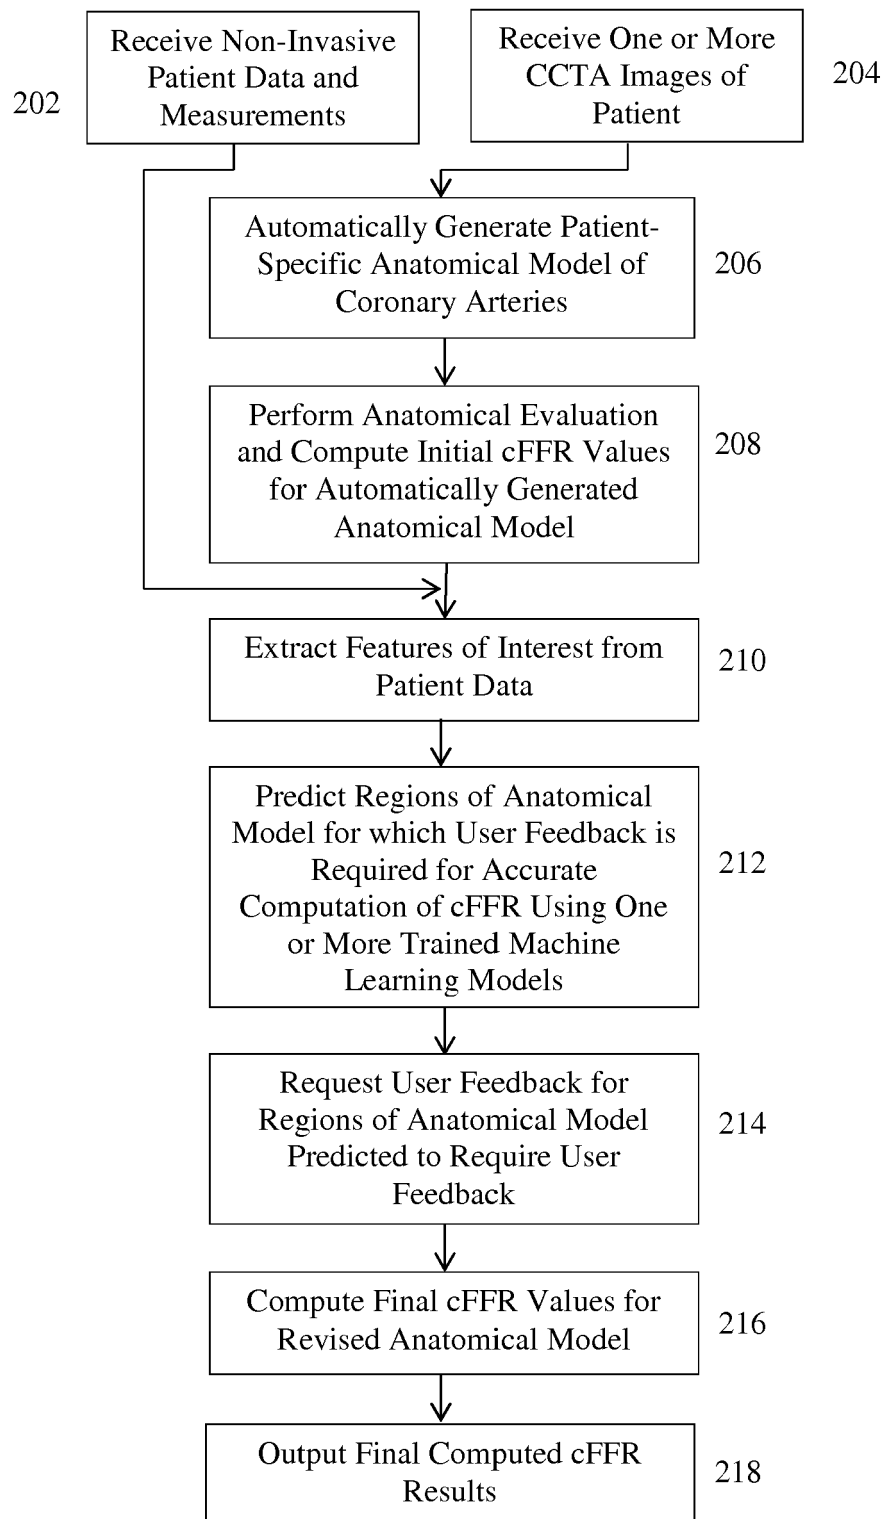 Receive Non-Invasive
Patient Data and
Measurements
202
Receive One or More
CCTA Images of
Patient
204
Automatically Generate Patient-
Specific Anatomical Model of
Coronary Arteries
206
Perform Anatomical Evaluation
and Compute Initial cFFR Values
for Automatically Generated
Anatomical Model
208
Extract Features of Interest from
Patient Data
210
Predict Regions of Anatomical
Model for which User Feedback is
Required for Accurate
Computation of cFFR Using One
or More Trained Machine
Learning Models
212
Request User Feedback for
Regions of Anatomical Model
Predicted to Require User
Feedback
214
Compute Final cFFR Values for
Revised Anatomical Model
216
Output Final Computed cFFR
Results
218